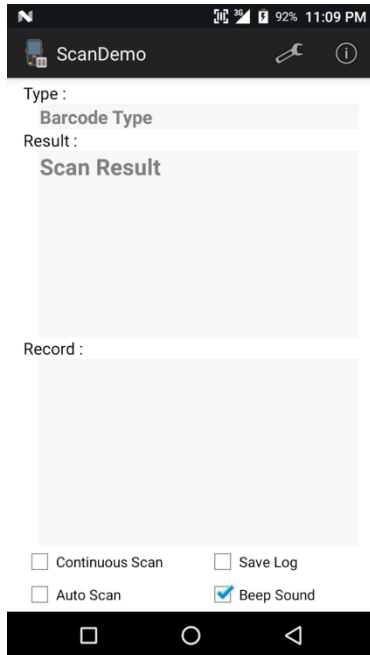 3G 92% 11:09 PM
ScanDemo
Type :
Barcode Type
Result :
Scan Result
Record :
Continuous Scan Save Log
Auto Scan Beep Sound